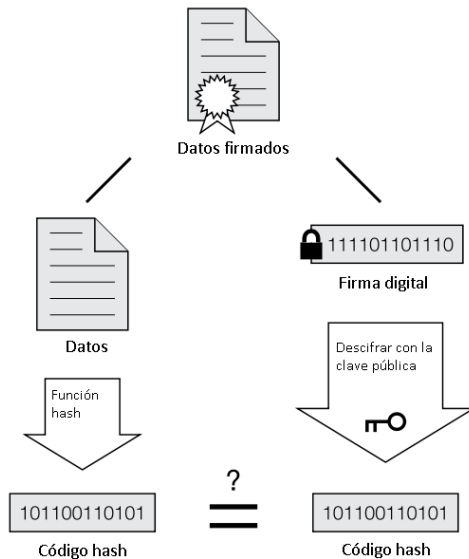 Datos firmados
111101101110
Firma digital
Datos
Descifrar con la
clave pública
Función
hash
?
101100110101
101100110101
Código hash
Código hash